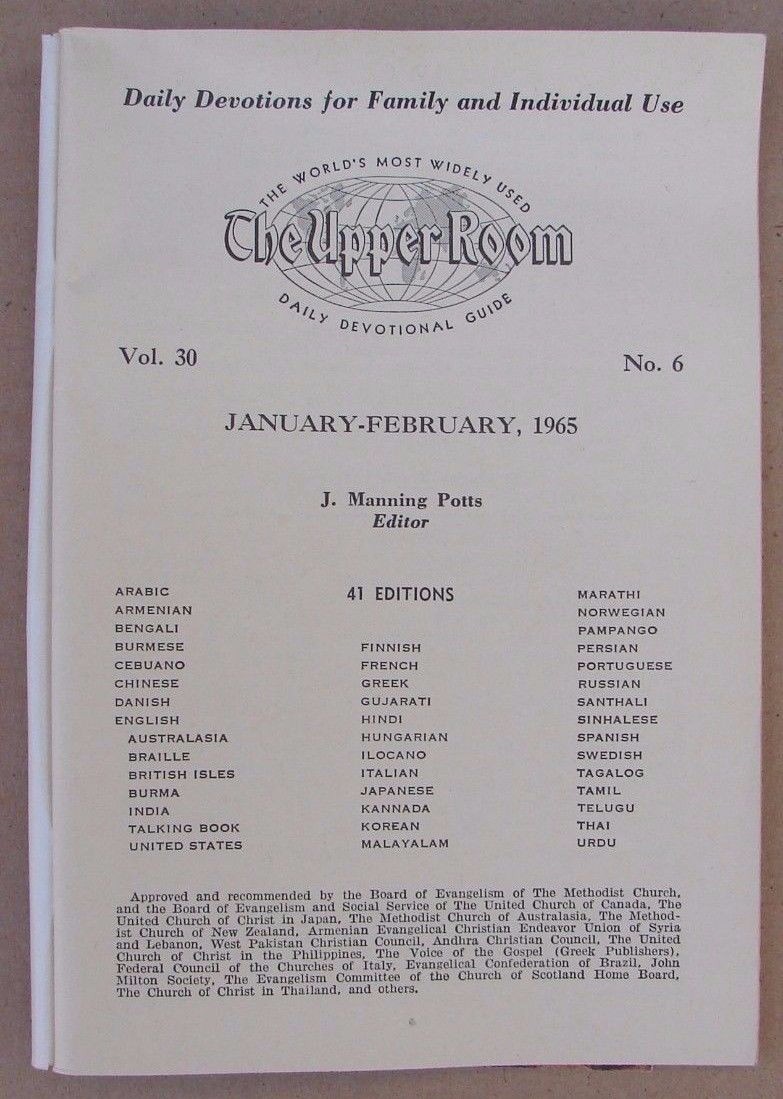 Daily Devotions for Family and Individual Use
THE WORLD'S MOST WIDELY USED
The Upper Room
DAILY DEVOTIONAL GUIDE
Vol. 30
No. 6
JANUARY-FEBRUARY, 1965
J. Manning Potts
Editor
41 EDITIONS
ARABIC
ARMENIAN
BENGALI
BURMESE
CEBUANO
CHINESE
DANISH
ENGLISH
AUSTRALASIA
BRAILLE
BRITISH ISLES
BURMA
INDIA
TALKING BOOK
UNITED STATES
FINNISH
FRENCH
GREEK
GUJARATI
HINDI
HUNGARIAN
ILOCANO
ITALIAN
JAPANESE
KANNADA
KOREAN
MALAYALAM
MARATHI
NORWEGIAN
PAMPANGO
PERSIAN
PORTUGUESE
RUSSIAN
SANTHALI
SINHALESE
SPANISH
SWEDISH
TAGALOG
TAMIL
TELUGU
THAI
URDU
Approved and recommended by the Board of Evangelism of The Methodist Church,
and the Board of Evangelism and Social Service of The United Church of Canada, The
United Church of Christ in Japan, The Methodist Church of Australasia, The Method-
ist Church of New Zealand, Armenian Evangelical Christian Endeavor Union of Syria
and Lebanon, West Pakistan Christian Council, Andhra Christian Council, The United
Church of Christ in the Philippines, The Voice of the Gospel (Greek Publishers),
Federal Council of the Churches of Italy, Evangelical Confederation of Brazil, John
Milton Society, The Evangelism Committee of the Church of Scotland Home Board,
The Church of Christ in Thailand, and others.